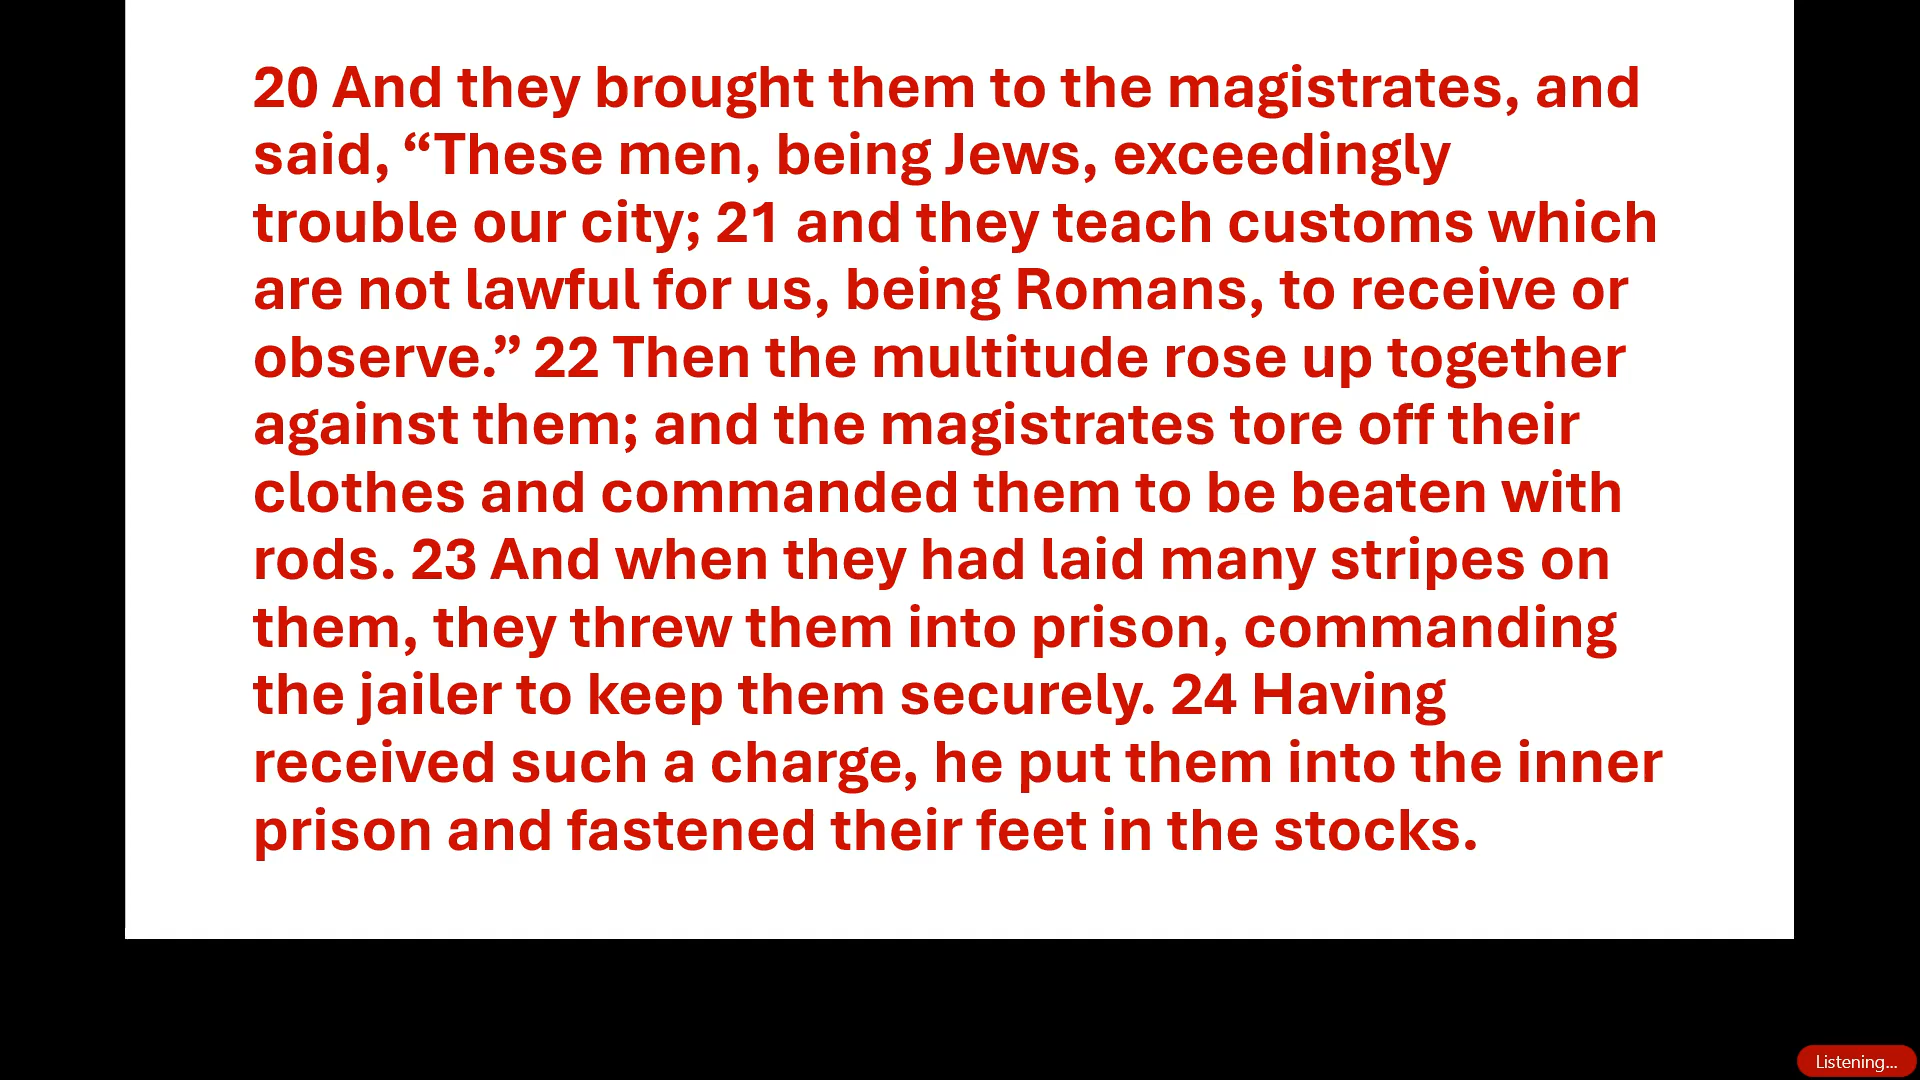 20 And they brought them to the magistrates, and
said, “These men, being Jews, exceedingly
trouble our city; 21 and they teach customs which
are not lawful for us, being Romans, to receive or
observe.” 22 Then the multitude rose up together
against them; and the magistrates tore off their
clothes and commanded them to be beaten with
rods. 23 And when they had laid many stripes on
them, they threw them into prison, commanding
the jailer to keep them securely. 24 Having
received such a charge, he put them into the inner
prison and fastened their feet in the stocks.
Listening...